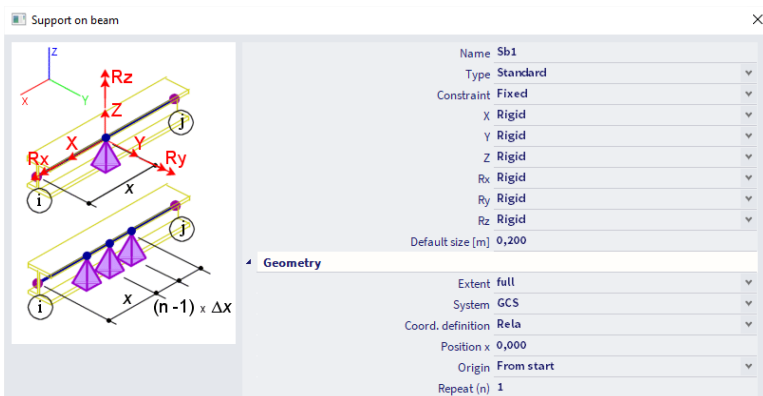 Support on beam
Z
X
Y
Rz
Z
X
Y
Rx
Ry
x
i
j
x
(n -1) x Δx
i
j
Name Sb1
Type Standard
Constraint Fixed
X Rigid
Y Rigid
Z Rigid
Rx Rigid
Ry Rigid
Rz Rigid
Default size [m] 0,200
Geometry
Extent full
System GCS
Coord. definition Rela
Position x 0,000
Origin From start
Repeat (n) 1